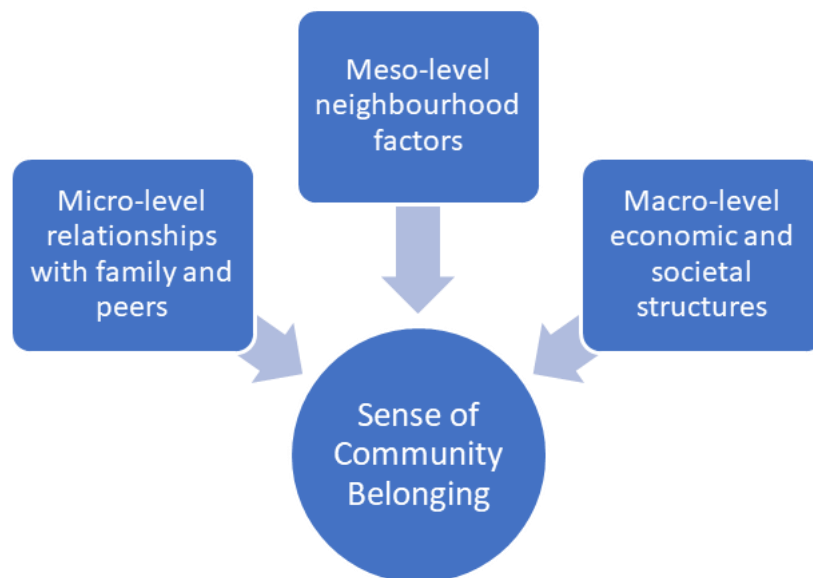 Meso-level
neighbourhood
factors
Micro-level
relationships
with family and
peers
Macro-level
economic and
societal
structures
Sense of
Community
Belonging